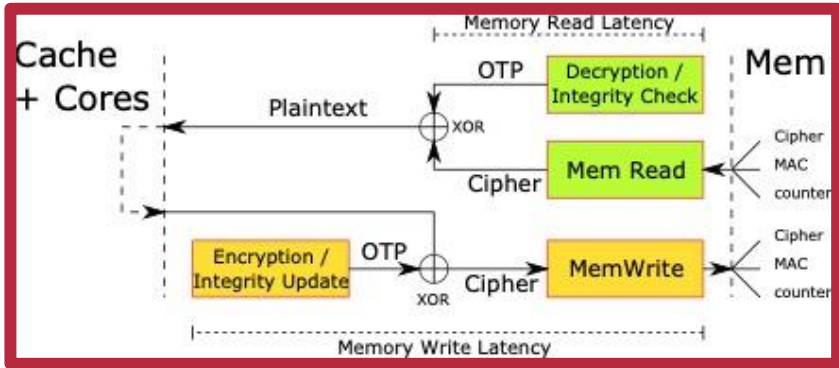 Memory Read Latency
Cache
+ Cores
OTP
Decryption /
Integrity Check
Mem
Plaintext
XOR
Cipher
Mem Read
Cipher
MAC
counter
Encryption /
Integrity Update
OTP
XOR
Cipher
MemWrite
Cipher
MAC
counter
Memory Write Latency